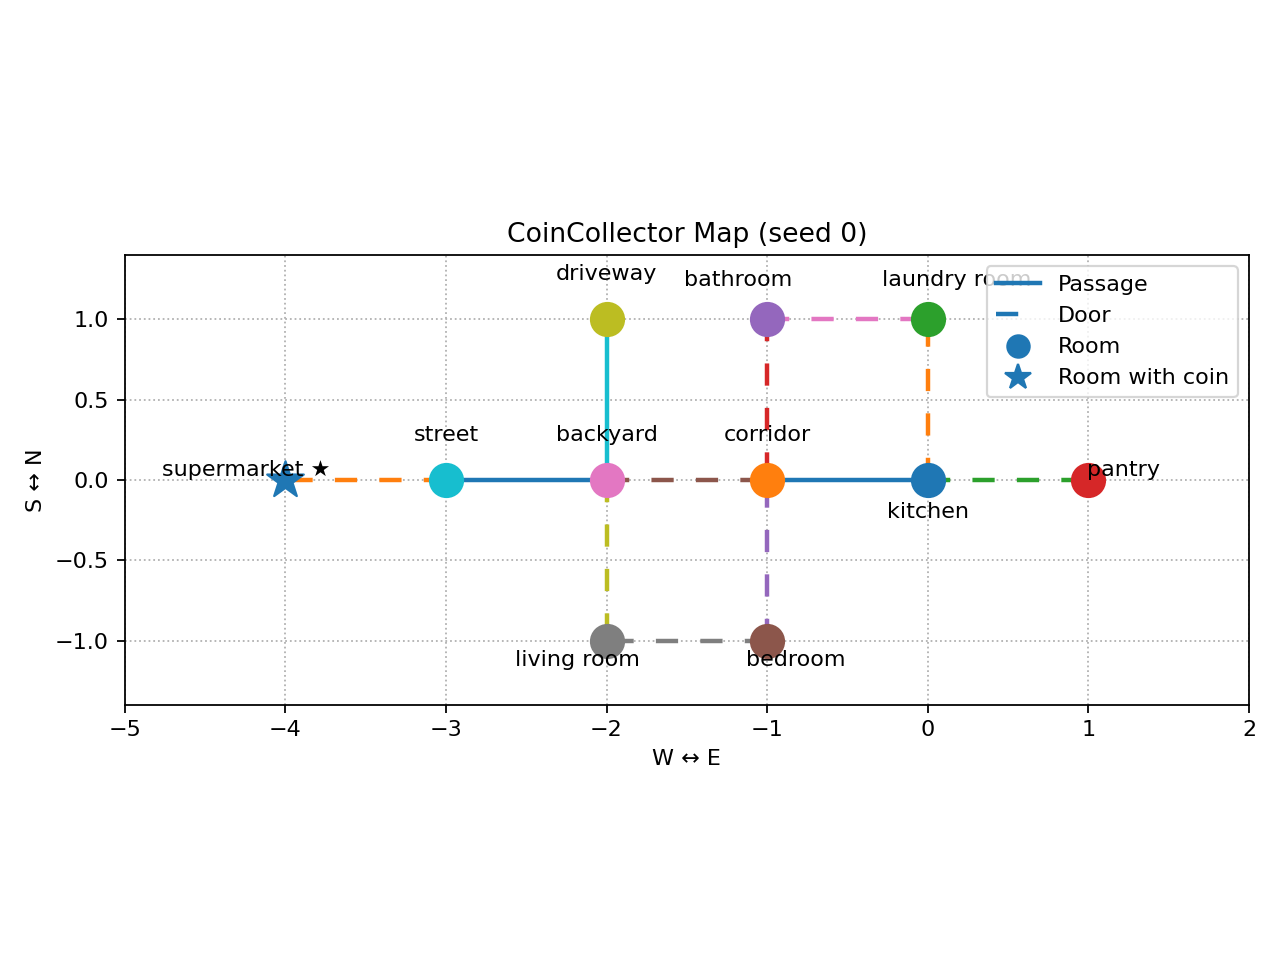 CoinCollector Map (seed 0)
driveway
bathroom
laundry room
Passage
Door
Room
Room with coin
1.0
0.5
street
backyard
corridor
supermarket ★
pantry
0.0
kitchen
−0.5
−1.0
living room
bedroom
−5
−4
−3
−2
−1
0
1
2
W ↔ E
S ↔ N